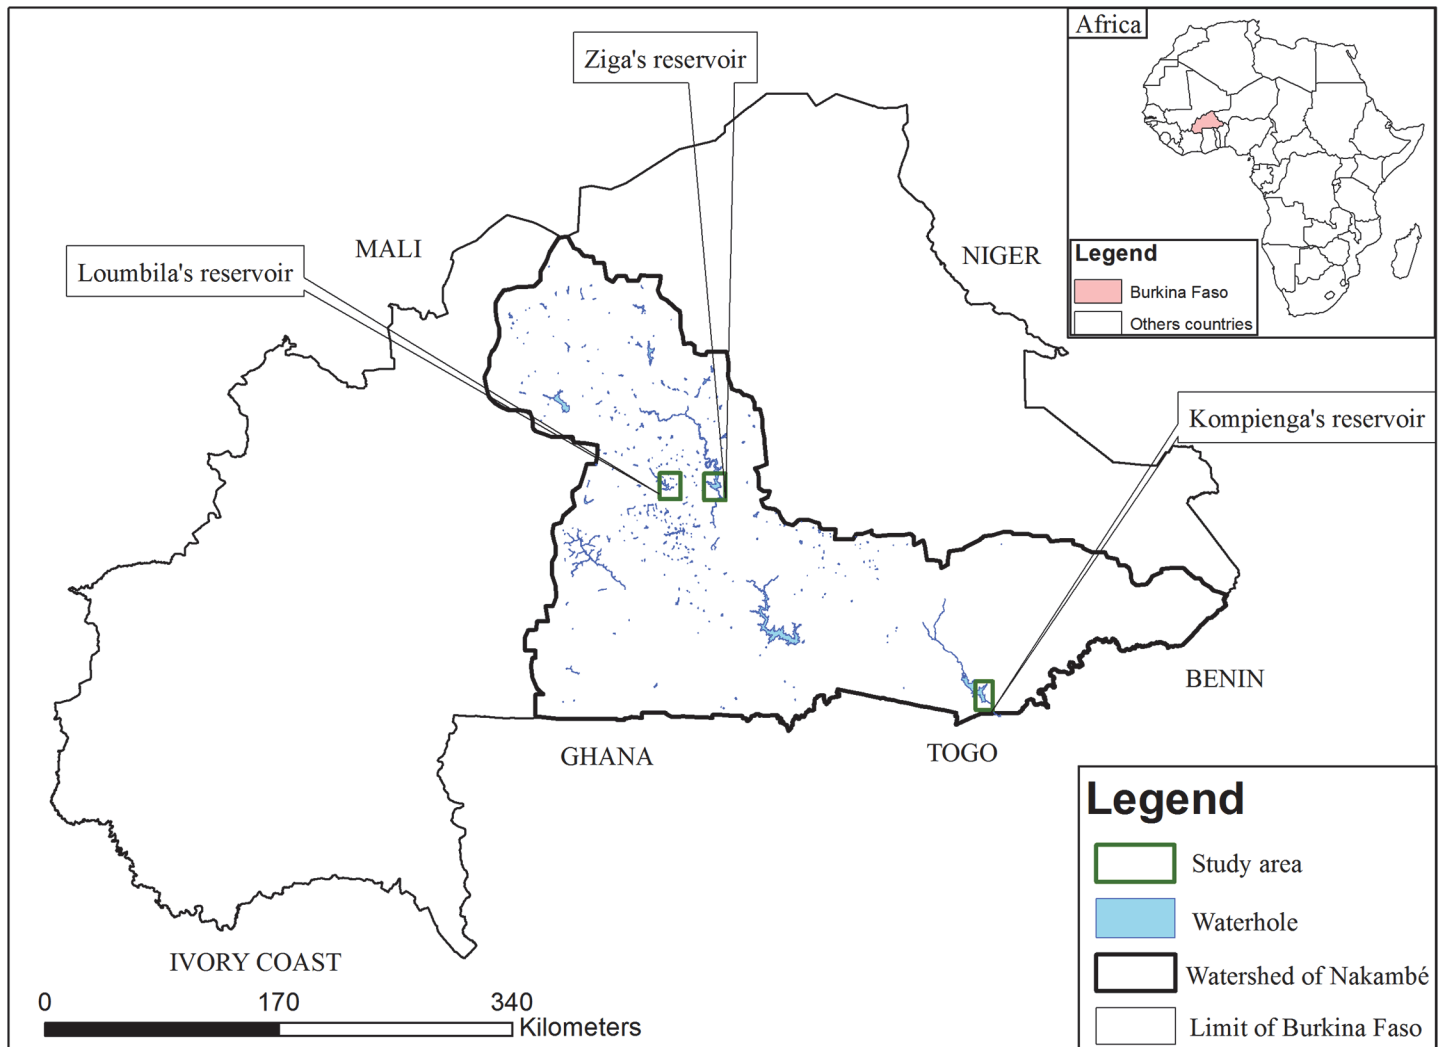 Ziga's reservoir
Africa
MALI
NIGER
Loumbila's reservoir
Legend
Burkina Faso
Others countries
Kompienga's reservoir
BENIN
GHANA
TOGO
IVORY COAST
0 170 340
Kilometers
Legend
Study area
Waterhole
Watershed of Nakambé
Limit of Burkina Faso